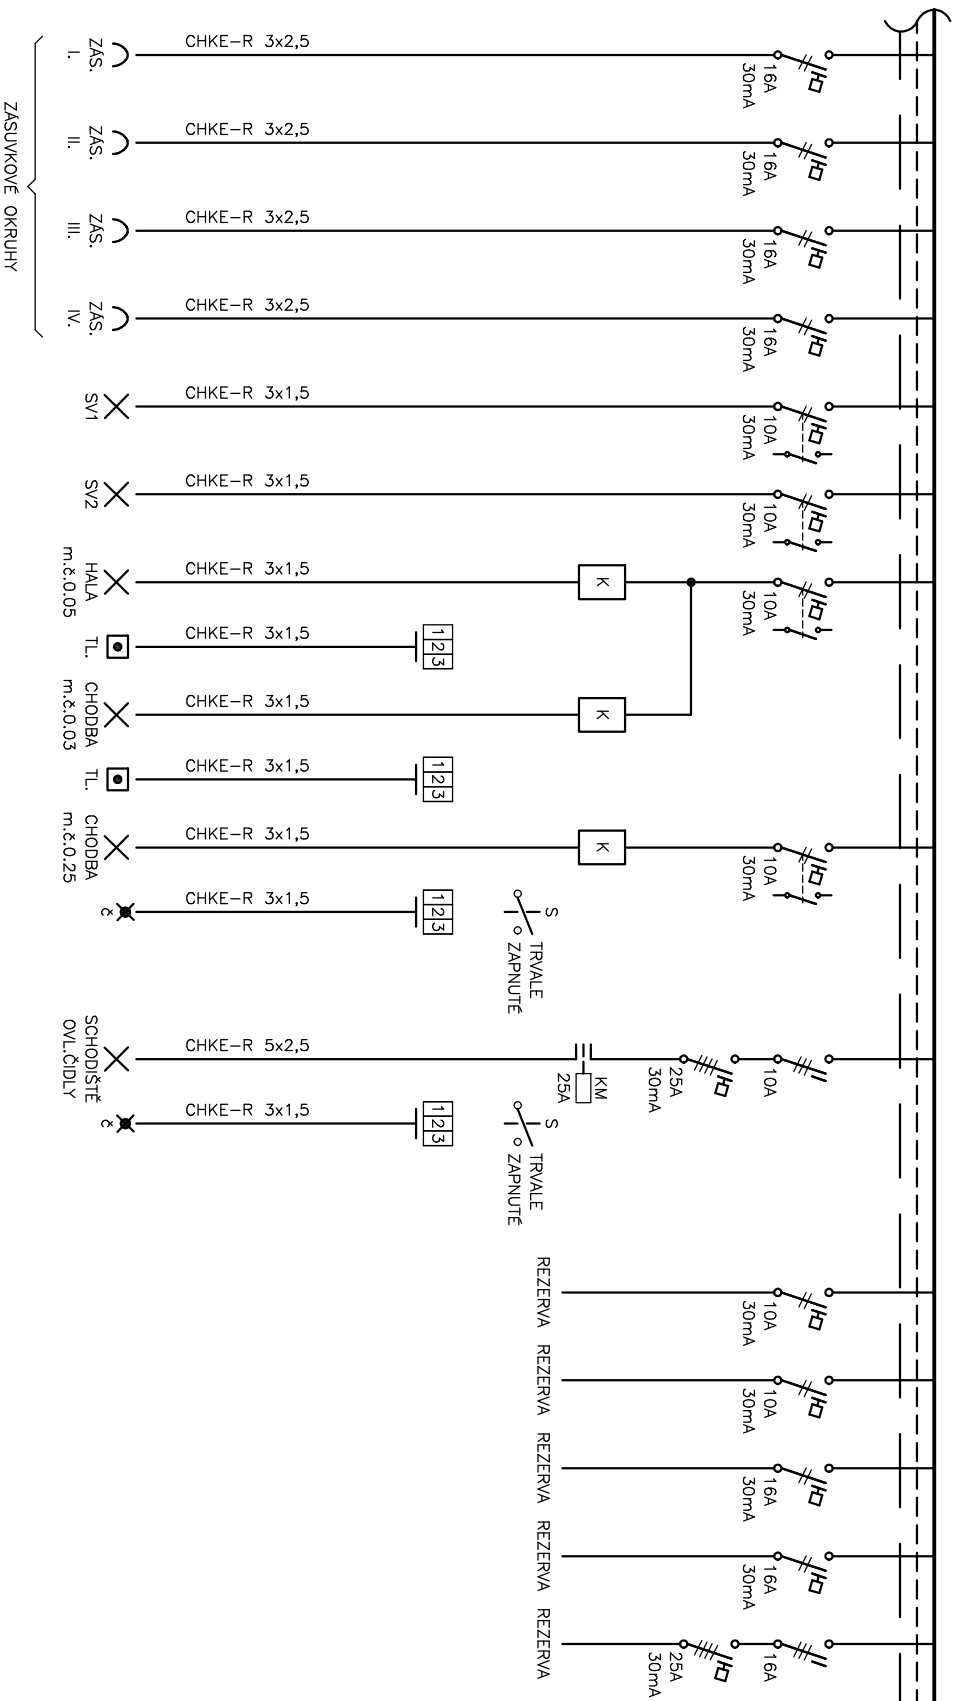 CHKE-R 3x2,5
16A
30mA
ZÁS.
I.
CHKE-R 3x2,5
16A
30mA
ZÁS.
II.
CHKE-R 3x2,5
16A
30mA
ZÁS.
III.
CHKE-R 3x2,5
16A
30mA
ZÁS.
IV.
ZÁSUVKOVÉ OKRUHY
CHKE-R 3x1,5
10A
30mA
SV1
CHKE-R 3x1,5
10A
30mA
SV2
CHKE-R 3x1,5
K
10A
30mA
HALA
m.č.0.05
CHKE-R 3x1,5
1 2 3
TL.
CHKE-R 3x1,5
K
CHODBA
m.č.0.03
CHKE-R 3x1,5
1 2 3
TL.
CHKE-R 3x1,5
K
10A
30mA
CHODBA
m.č.0.25
CHKE-R 3x1,5
1 2 3
S
TRVALE
ZAPNUTÉ
Č
CHKE-R 5x2,5
KM
25A
25A
30mA
10A
SCHODIŠTĚ
OVL.ČIDLY
CHKE-R 3x1,5
1 2 3
S
TRVALE
ZAPNUTÉ
Č
REZERVA
10A
30mA
REZERVA
10A
30mA
REZERVA
16A
30mA
REZERVA
16A
30mA
REZERVA
25A
30mA
16A